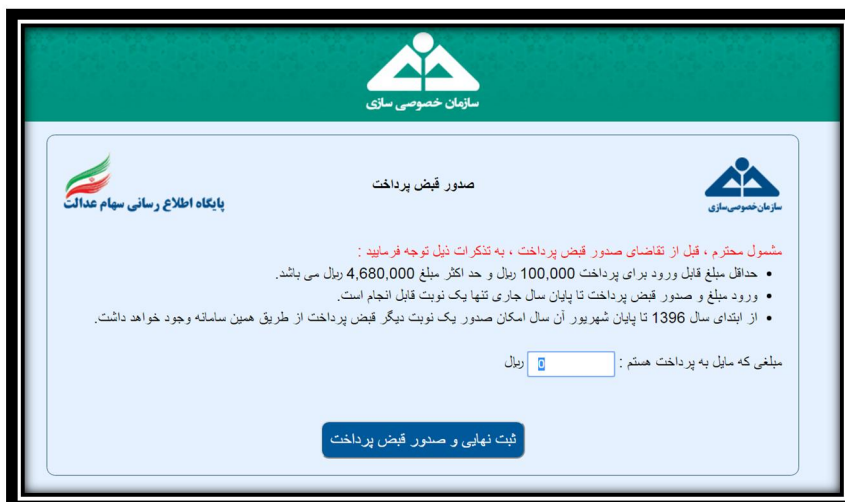 سازمان خصوصی سازی
سازمان خصوصی‌سازی
صدور قبض پرداخت
پایگاه اطلاع رسانی سهام عدالت
مشمول محترم ، قبل از تقاضای صدور قبض پرداخت ، به تذکرات ذیل توجه فرمایید :
• حداقل مبلغ قابل ورود برای پرداخت 100,000 ریال و حد اکثر مبلغ 4,680,000 ریال می باشد.
• ورود مبلغ و صدور قبض پرداخت تا پایان سال جاری تنها یک نوبت قابل انجام است.
• از ابتدای سال 1396 تا پایان شهریور آن سال امکان صدور یک نوبت دیگر قبض پرداخت از طریق همین سامانه وجود خواهد داشت.
مبلغی که مایل به پرداخت هستم : 0 ریال
ثبت نهایی و صدور قبض پرداخت